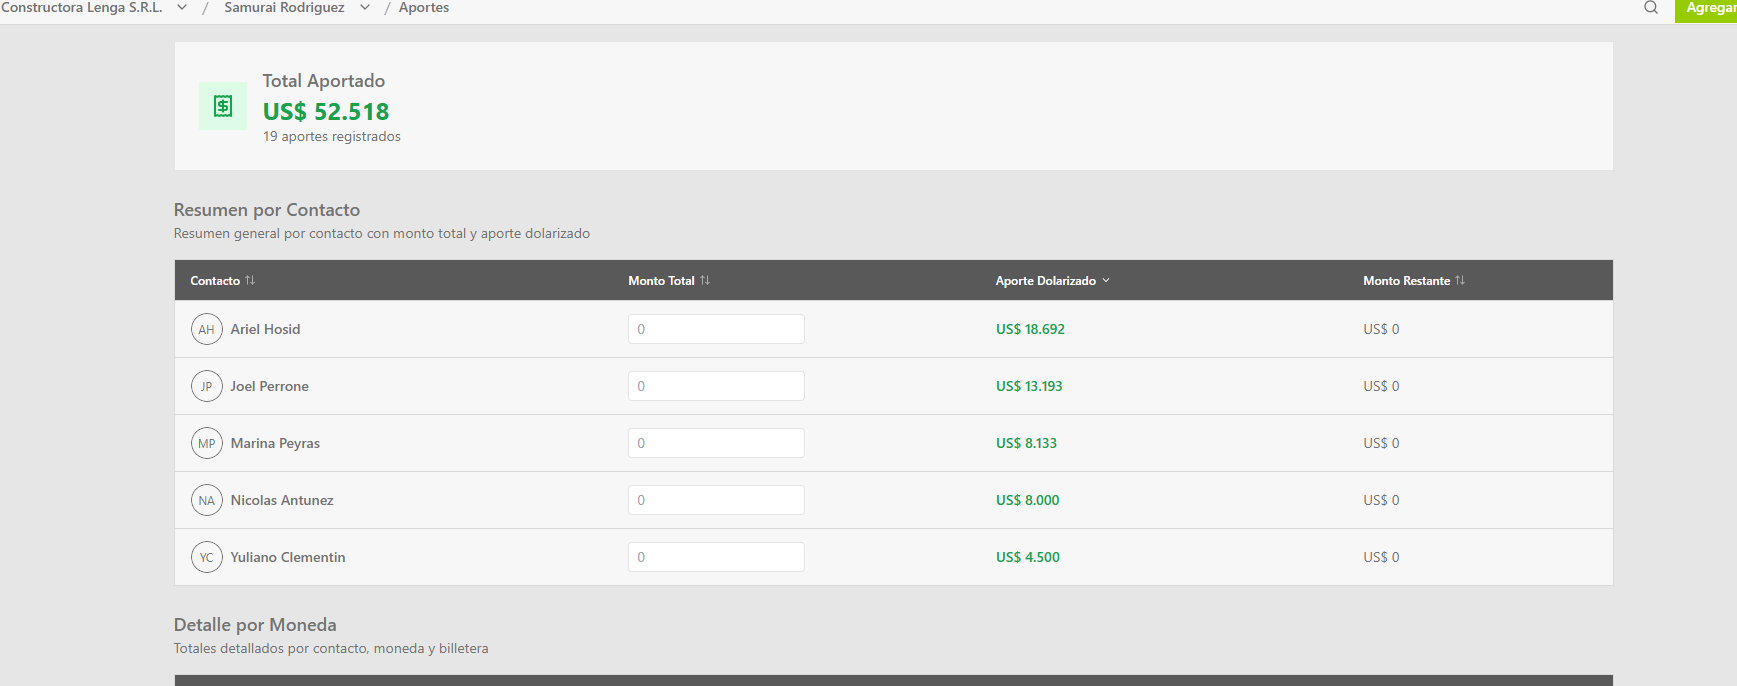 Constructora Lenga S.R.L. / Samurai Rodriguez / Aportes Agregar
Total Aportado
US$ 52.518
19 aportes registrados
Resumen por Contacto
Resumen general por contacto con monto total y aporte dolarizado
Contacto Monto Total Aporte Dolarizado Monto Restante
AH Ariel Hosid 0 US$ 18.692 US$ 0
JP Joel Perrone 0 US$ 13.193 US$ 0
MP Marina Peyras 0 US$ 8.133 US$ 0
NA Nicolas Antunez 0 US$ 8.000 US$ 0
YC Yuliano Clementin 0 US$ 4.500 US$ 0
Detalle por Moneda
Totales detallados por contacto, moneda y billetera